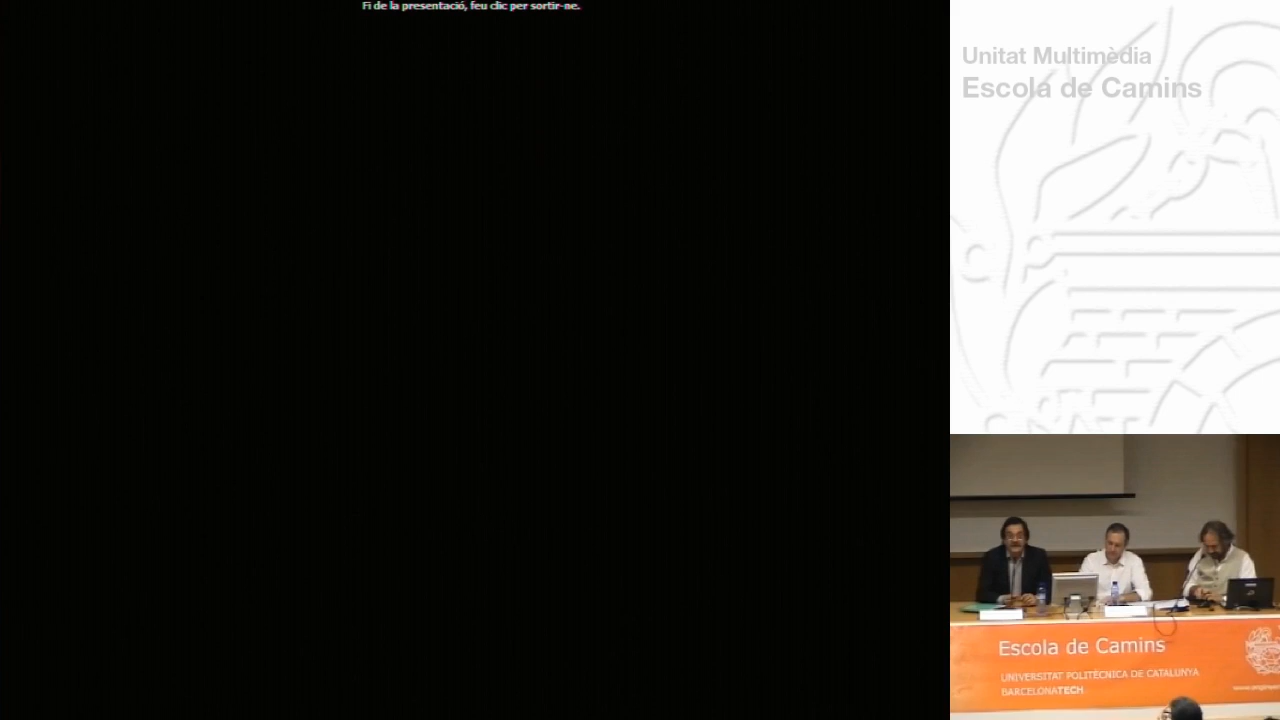 Fi de la presentació, feu clic per sortir-ne.
Unitat Multimèdia
Escola de Camins
Escola de Camins
UNIVERSITAT POLITÈCNICA DE CATALUNYA
BARCELONATECH